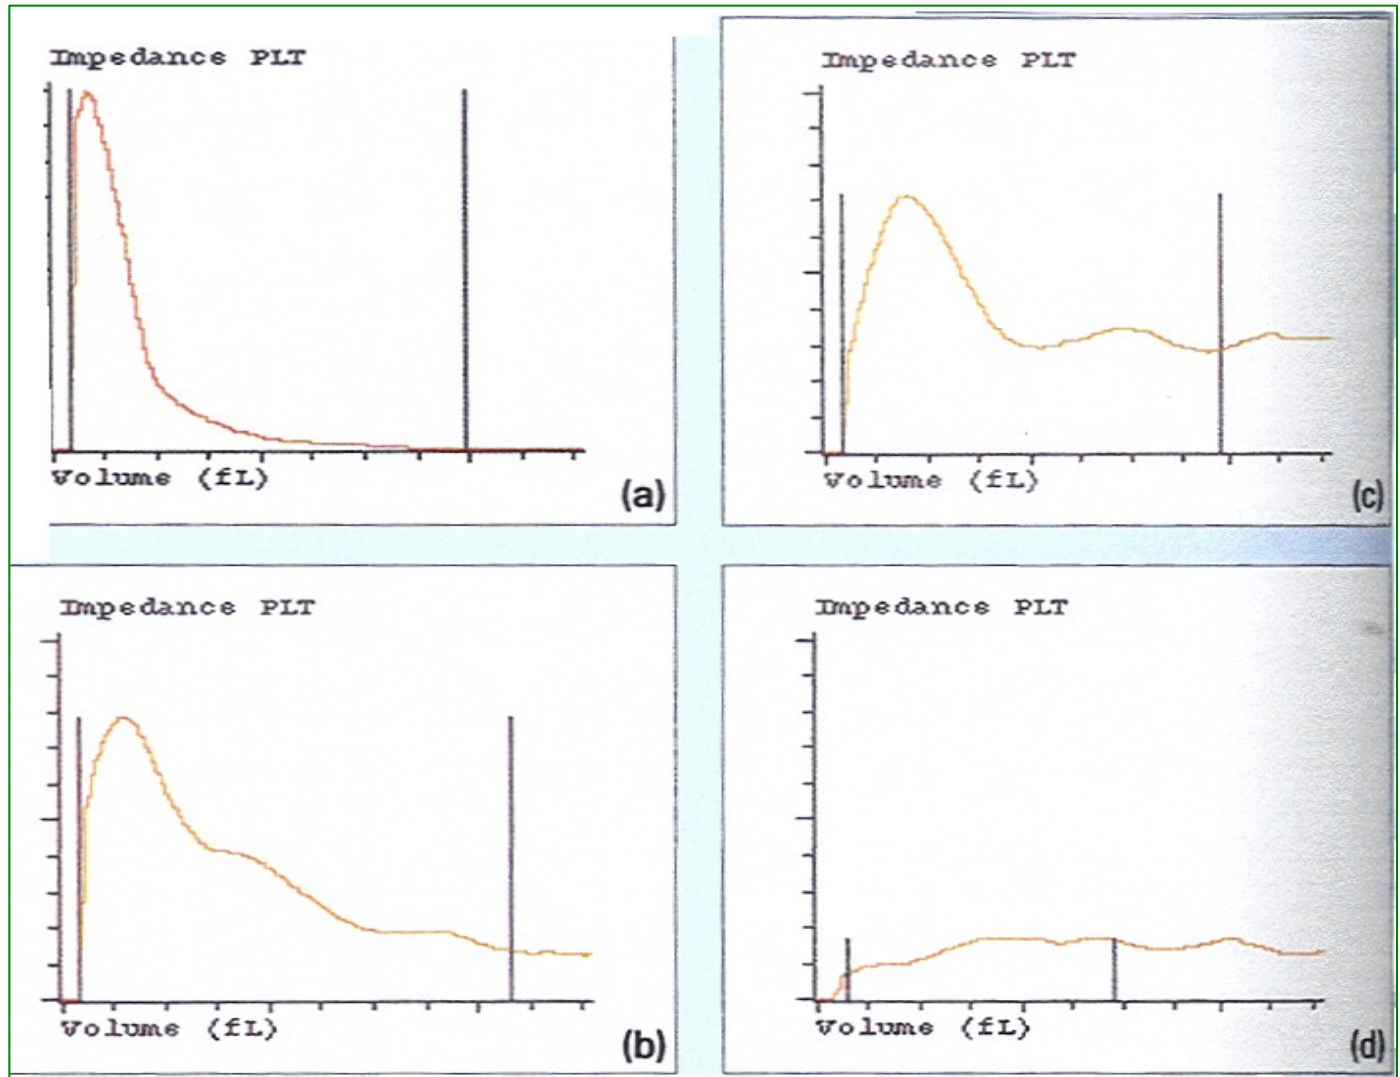 Impedance PLT
Volume (fL)
(a)
Impedance PLT
Volume (fL)
(c)
Impedance PLT
Volume (fL)
(b)
Impedance PLT
Volume (fL)
(d)